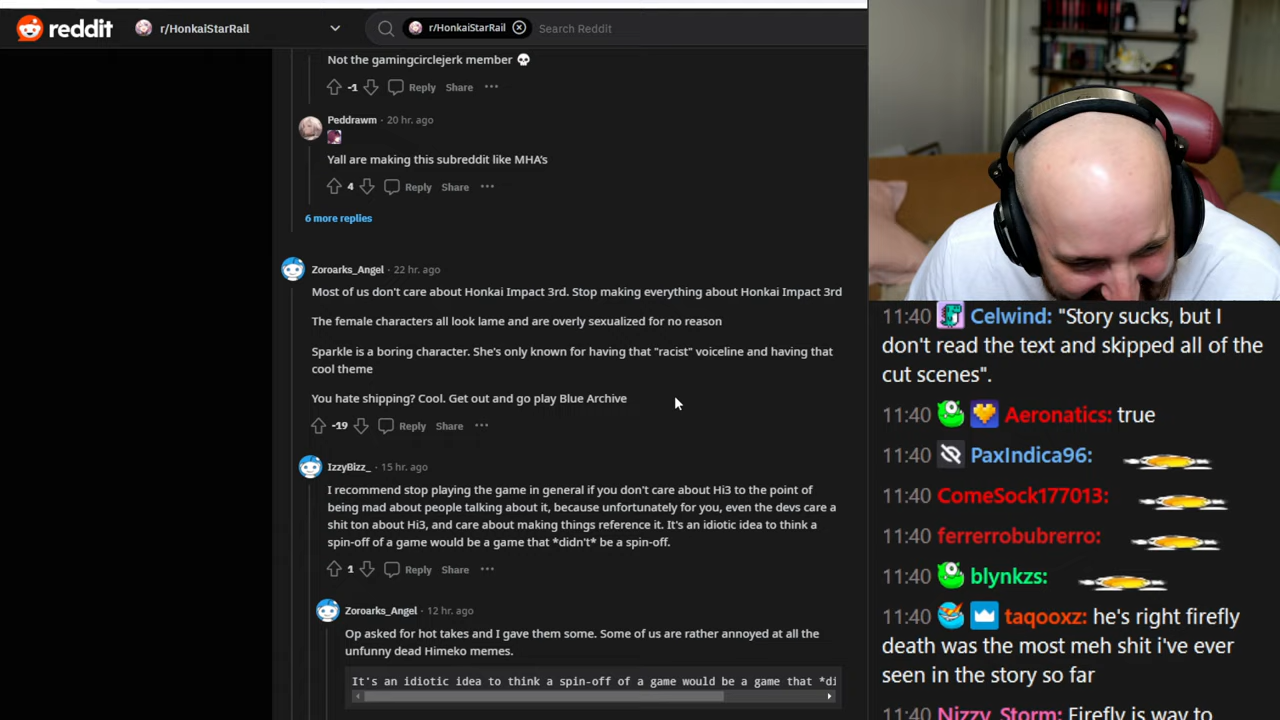 reddit
r/HonkaiStarRail
r/HonkaiStarRail
Search Reddit
Not the gamingcirclejerk member 💀
-1
Reply
Share
Peddrawm · 20 hr. ago
Yall are making this subreddit like MHA's
4
Reply
Share
6 more replies
Zoroarks_Angel · 22 hr. ago
Most of us don't care about Honkai Impact 3rd. Stop making everything about Honkai Impact 3rd
The female characters all look lame and are overly sexualized for no reason
Sparkle is a boring character. She's only known for having that "racist" voiceline and having that
cool theme
You hate shipping? Cool. Get out and go play Blue Archive
-19
Reply
Share
IzzyBizz_ · 15 hr. ago
I recommend stop playing the game in general if you don't care about Hi3 to the point of
being mad about people talking about it, because unfortunately for you, even the devs care a
shit ton about Hi3, and care about making things reference it. It's an idiotic idea to think a
spin-off of a game would be a game that *didn't* be a spin-off.
1
Reply
Share
Zoroarks_Angel · 12 hr. ago
Op asked for hot takes and I gave them some. Some of us are rather annoyed at all the
unfunny dead Himeko memes.
It's an idiotic idea to think a spin-off of a game would be a game that *di
11:40 Celwind: "Story sucks, but I
don't read the text and skipped all of the
cut scenes".
11:40 Aeronatics: true
11:40 PaxIndica96:
11:40 ComeSock177013:
11:40 ferrerrobubrerro:
11:40 blynkzs:
11:40 taqooxz: he's right firefly
death was the most meh shit i've ever
seen in the story so far
11:40 Nizzy_Storm: Firefly is way to